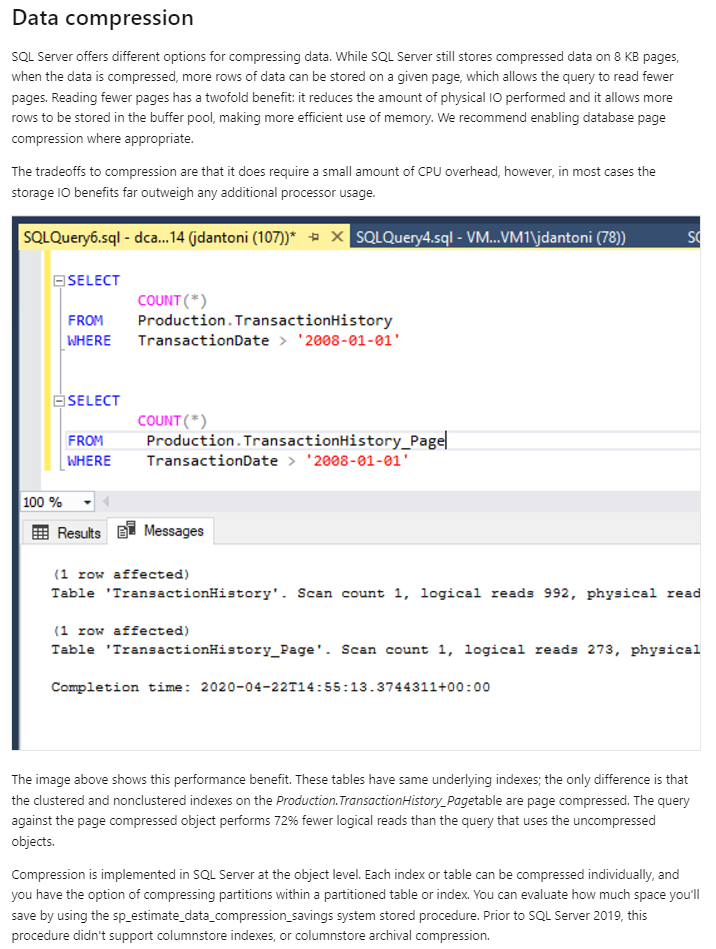 Data compression
SQL Server offers different options for compressing data. While SQL Server still stores compressed data on 8 KB pages,
when the data is compressed, more rows of data can be stored on a given page, which allows the query to read fewer
pages. Reading fewer pages has a twofold benefit: it reduces the amount of physical IO performed and it allows more
rows to be stored in the buffer pool, making more efficient use of memory. We recommend enabling database page
compression where appropriate.
The tradeoffs to compression are that it does require a small amount of CPU overhead, however, in most cases the
storage IO benefits far outweigh any additional processor usage.
SQLQuery6.sql - dca...14 (jdantoni (107))* SQLQuery4.sql - VM...VM1\jdantoni (78)) SQ
SELECT
COUNT(*)
FROM Production.TransactionHistory
WHERE TransactionDate > '2008-01-01'
SELECT
COUNT(*)
FROM Production.TransactionHistory_Page
WHERE TransactionDate > '2008-01-01'
100 %
Results Messages
(1 row affected)
Table 'TransactionHistory'. Scan count 1, logical reads 992, physical read
(1 row affected)
Table 'TransactionHistory_Page'. Scan count 1, logical reads 273, physical
Completion time: 2020-04-22T14:55:13.3744311+00:00
The image above shows this performance benefit. These tables have same underlying indexes; the only difference is that
the clustered and nonclustered indexes on the Production.TransactionHistory_Pagetable are page compressed. The query
against the page compressed object performs 72% fewer logical reads than the query that uses the uncompressed
objects.
Compression is implemented in SQL Server at the object level. Each index or table can be compressed individually, and
you have the option of compressing partitions within a partitioned table or index. You can evaluate how much space you'll
save by using the sp_estimate_data_compression_savings system stored procedure. Prior to SQL Server 2019, this
procedure didn't support columnstore indexes, or columnstore archival compression.